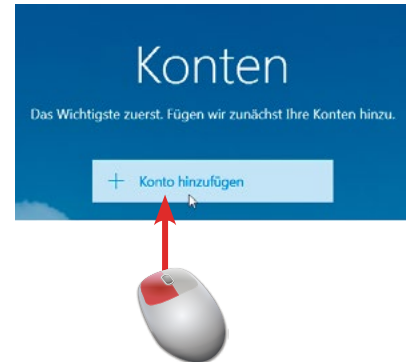 Konten
Das Wichtigste zuerst. Fügen wir zunächst Ihre Konten hinzu.
+ Konto hinzufügen